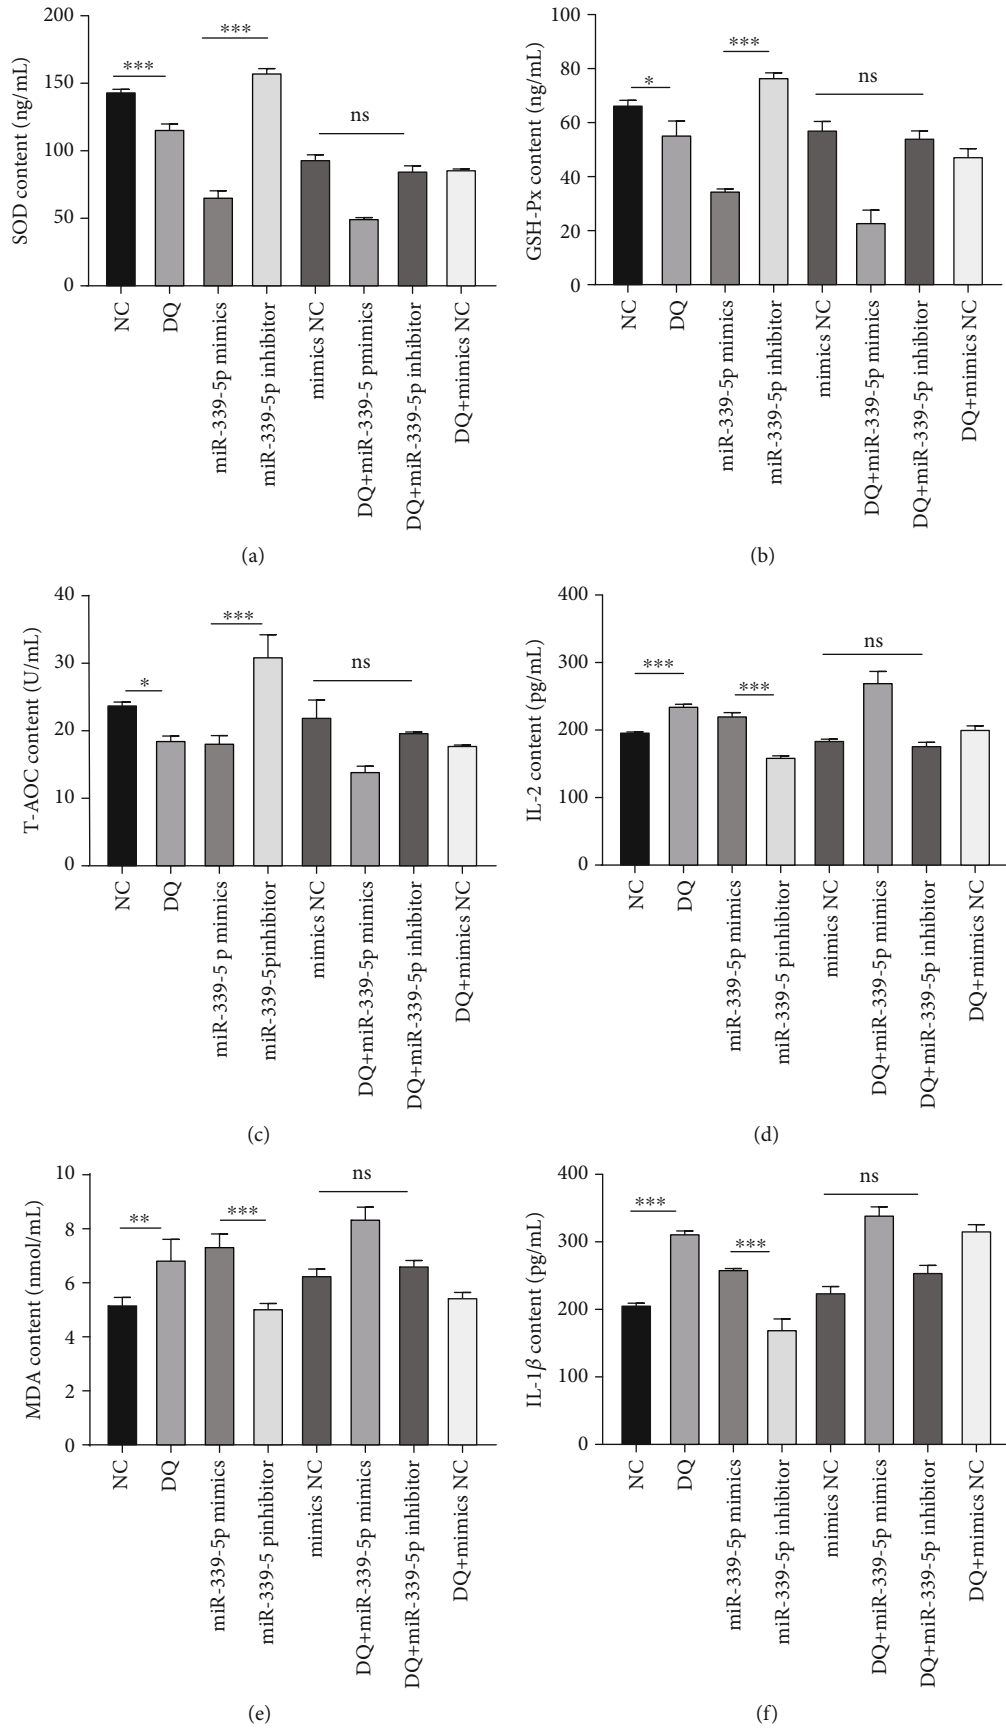 SOD content (ng/mL)
200
150
100
50
0
***
***
ns
NC
DQ
miR-339-5p mimics
miR-339-5p inhibitor
mimics NC
DQ+miR-339-5 pmimics
DQ+miR-339-5p inhibitor
DQ+mimics NC
(a)
GSH-Px content (ng/mL)
100
80
60
40
20
0
*
***
ns
NC
DQ
miR-339-5p mimics
miR-339-5p inhibitor
mimics NC
DQ+miR-339-5p mimics
DQ+miR-339-5p inhibitor
DQ+mimics NC
(b)
T-AOC content (U/mL)
40
30
20
10
0
*
***
ns
NC
DQ
miR-339-5 p mimics
miR-339-5pinhibitor
mimics NC
DQ+miR-339-5p mimics
DQ+miR-339-5p inhibitor
DQ+mimics NC
(c)
IL-2 content (pg/mL)
400
300
200
100
0
***
***
ns
NC
DQ
miR-339-5p mimics
miR-339-5 pinhibitor
mimics NC
DQ+miR-339-5p mimics
DQ+miR-339-5p inhibitor
DQ+mimics NC
(d)
MDA content (nmol/mL)
10
8
6
4
2
0
**
***
ns
NC
DQ
miR-339-5p mimics
miR-339-5 pinhibitor
mimics NC
DQ+miR-339-5p mimics
DQ+miR-339-5p inhibitor
DQ+mimics NC
(e)
IL-1β content (pg/mL)
400
300
200
100
0
***
***
ns
NC
DQ
miR-339-5p mimics
miR-339-5p inhibitor
mimics NC
DQ+miR-339-5p mimics
DQ+miR-339-5p inhibitor
DQ+mimics NC
(f)